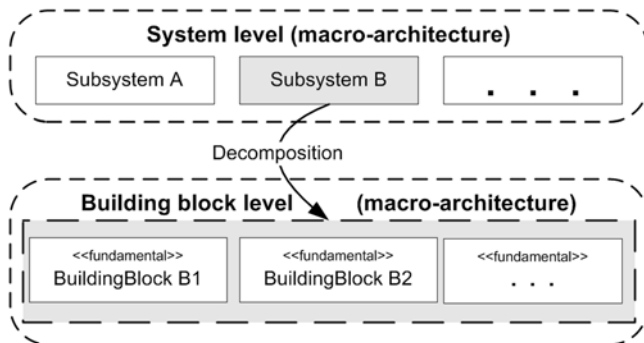 System level (macro-architecture)
Subsystem A Subsystem B . . .
Decomposition
Building block level (macro-architecture)
<<fundamental>> <<fundamental>> <<fundamental>>
BuildingBlock B1 BuildingBlock B2 . . .